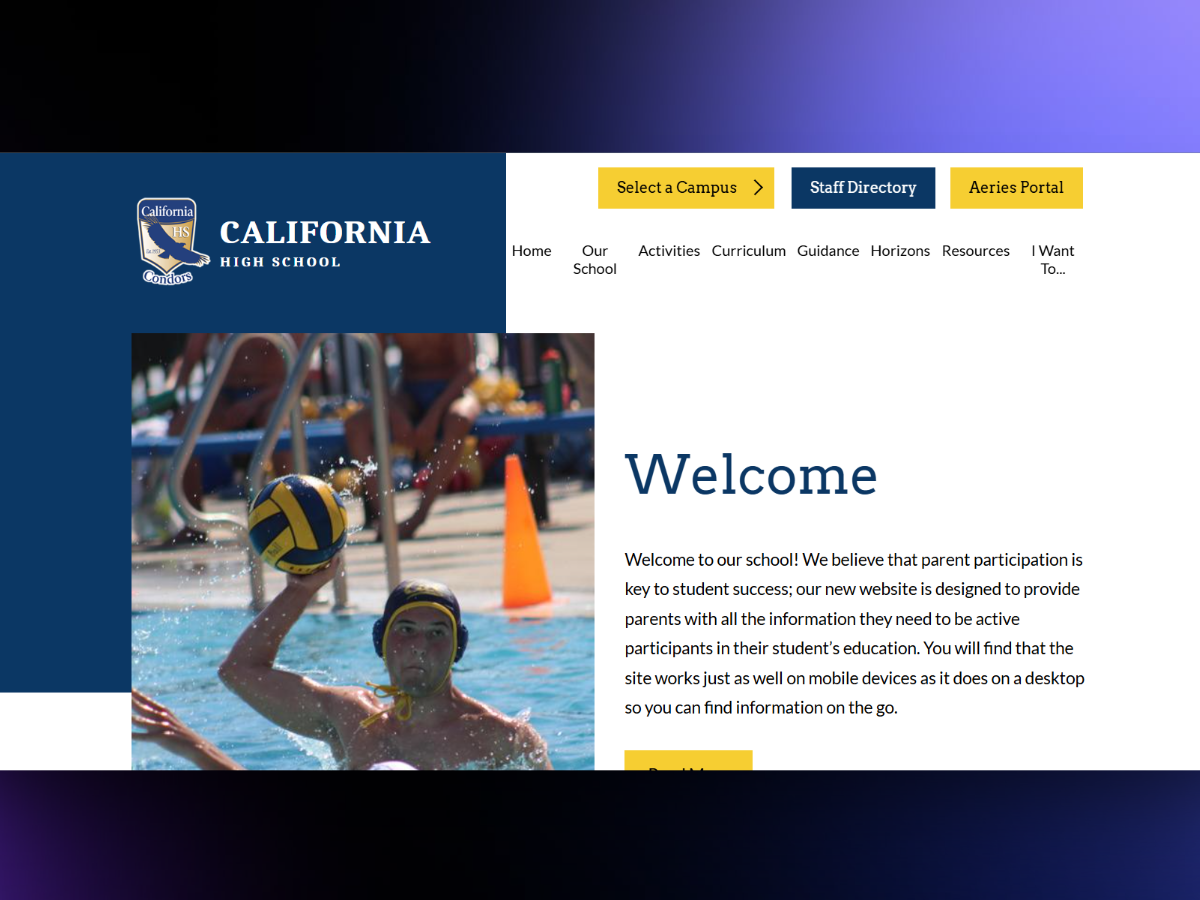 California
HS
Condors
CALIFORNIA
HIGH SCHOOL
Select a Campus
Staff Directory
Aeries Portal
Home
Our
School
Activities
Curriculum
Guidance
Horizons
Resources
I Want
To...
Welcome
Welcome to our school! We believe that parent participation is
key to student success; our new website is designed to provide
parents with all the information they need to be active
participants in their student’s education. You will find that the
site works just as well on mobile devices as it does on a desktop
so you can find information on the go.